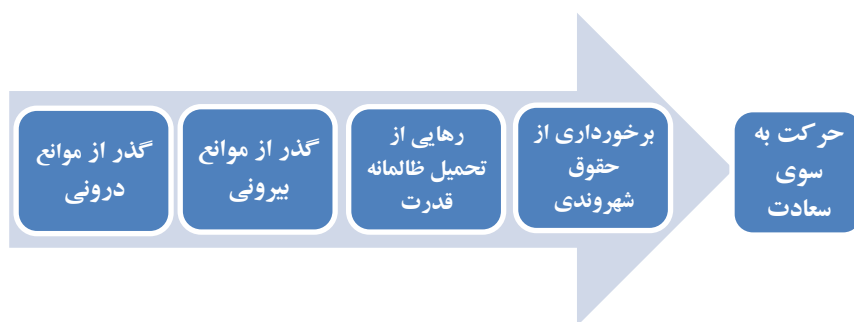 گذر از موانع
درونی
گذر از موانع
بیرونی
رهایی از
تحمیل ظالمانه
قدرت
برخورداری از
حقوق
شهروندی
حرکت به
سوی
سعادت